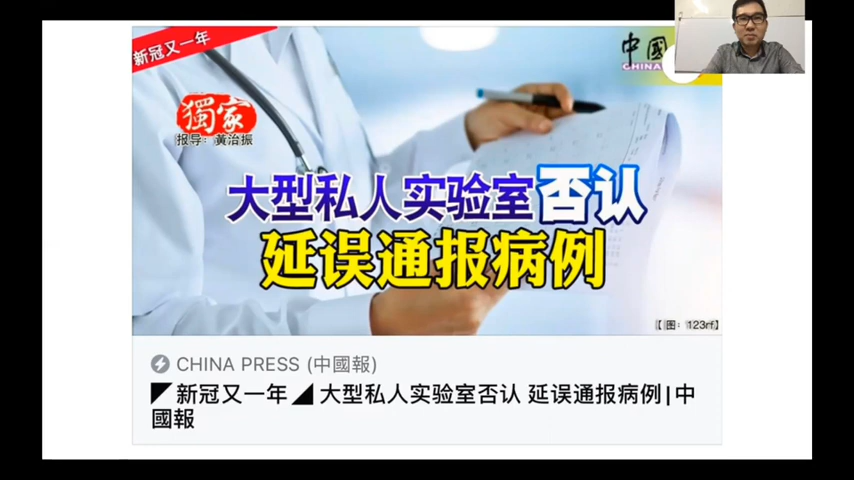 新冠又一年
中國
CHINA
獨家
报导：黃治振
大型私人实验室否认
延误通报病例
【图：123rf】
CHINA PRESS (中國報)
◤新冠又一年◢ 大型私人实验室否认 延误通报病例|中
國報